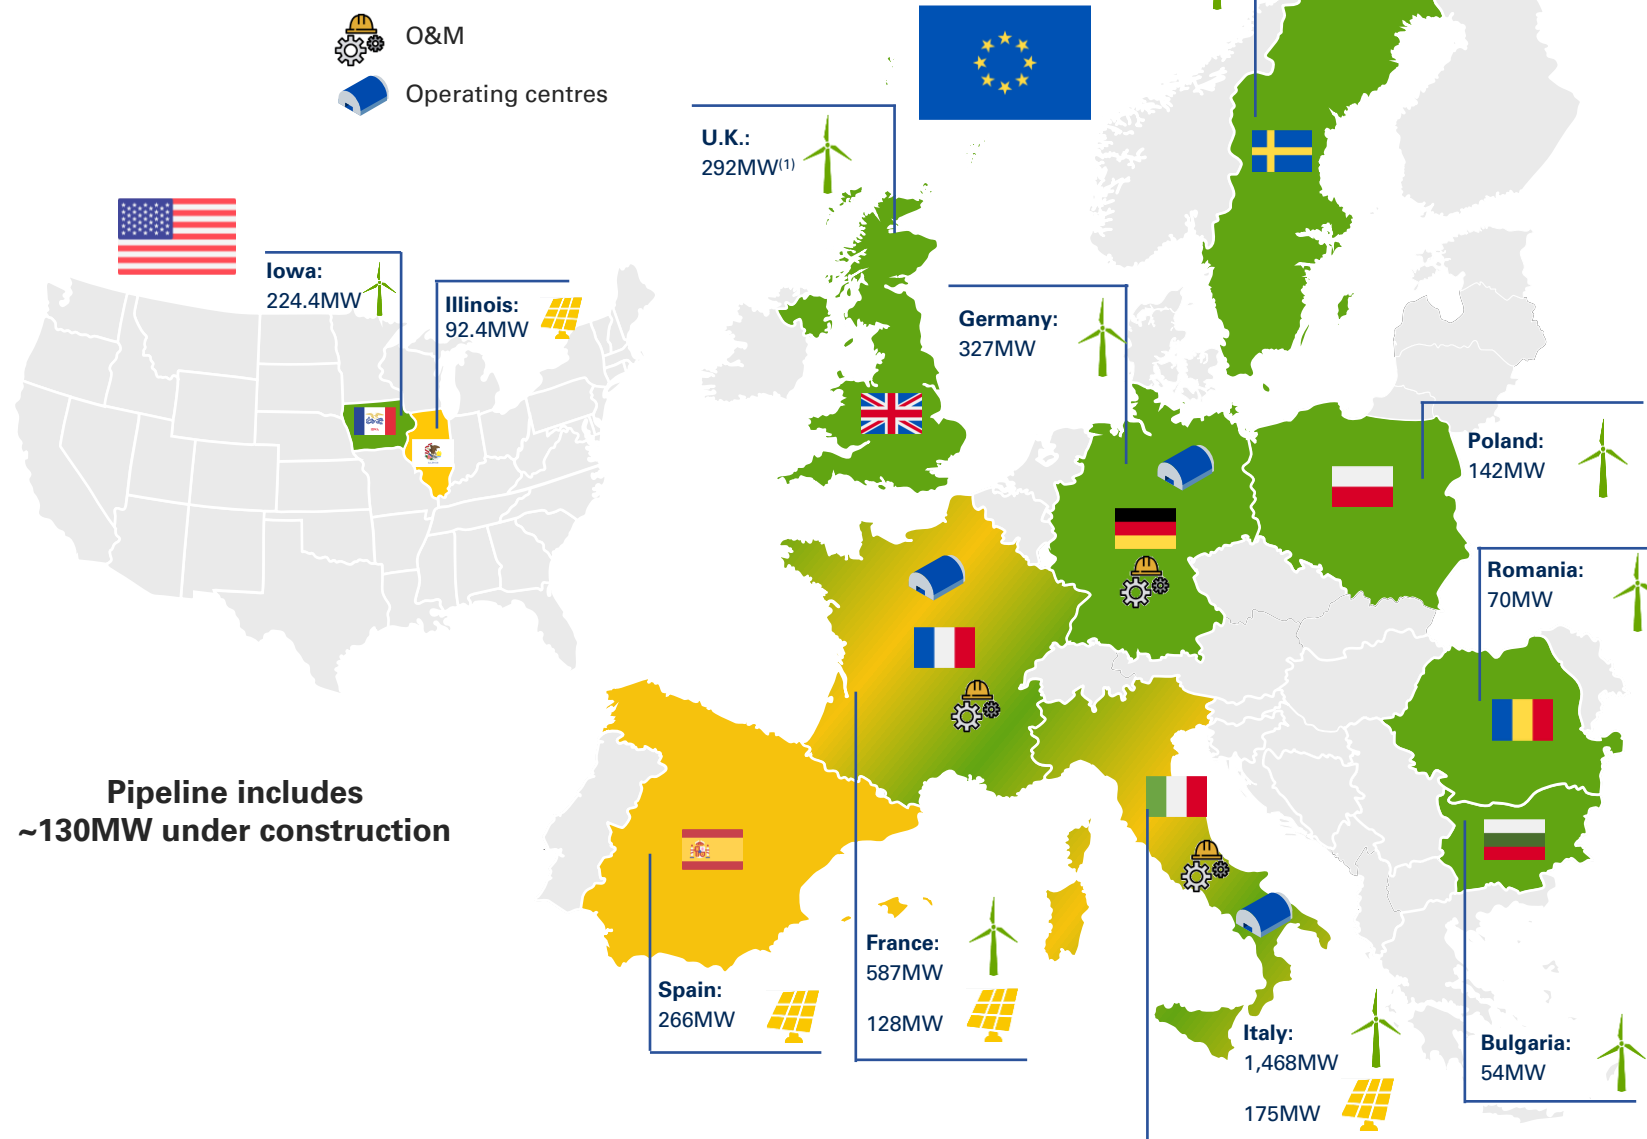 O&M
Operating centres
U.K.:
292MW(1)
Iowa:
224.4MW
Illinois:
92.4MW
Germany:
327MW
Poland:
142MW
Romania:
70MW
Pipeline includes
~130MW under construction
France:
587MW
128MW
Spain:
266MW
Italy:
1,468MW
175MW
Bulgaria:
54MW